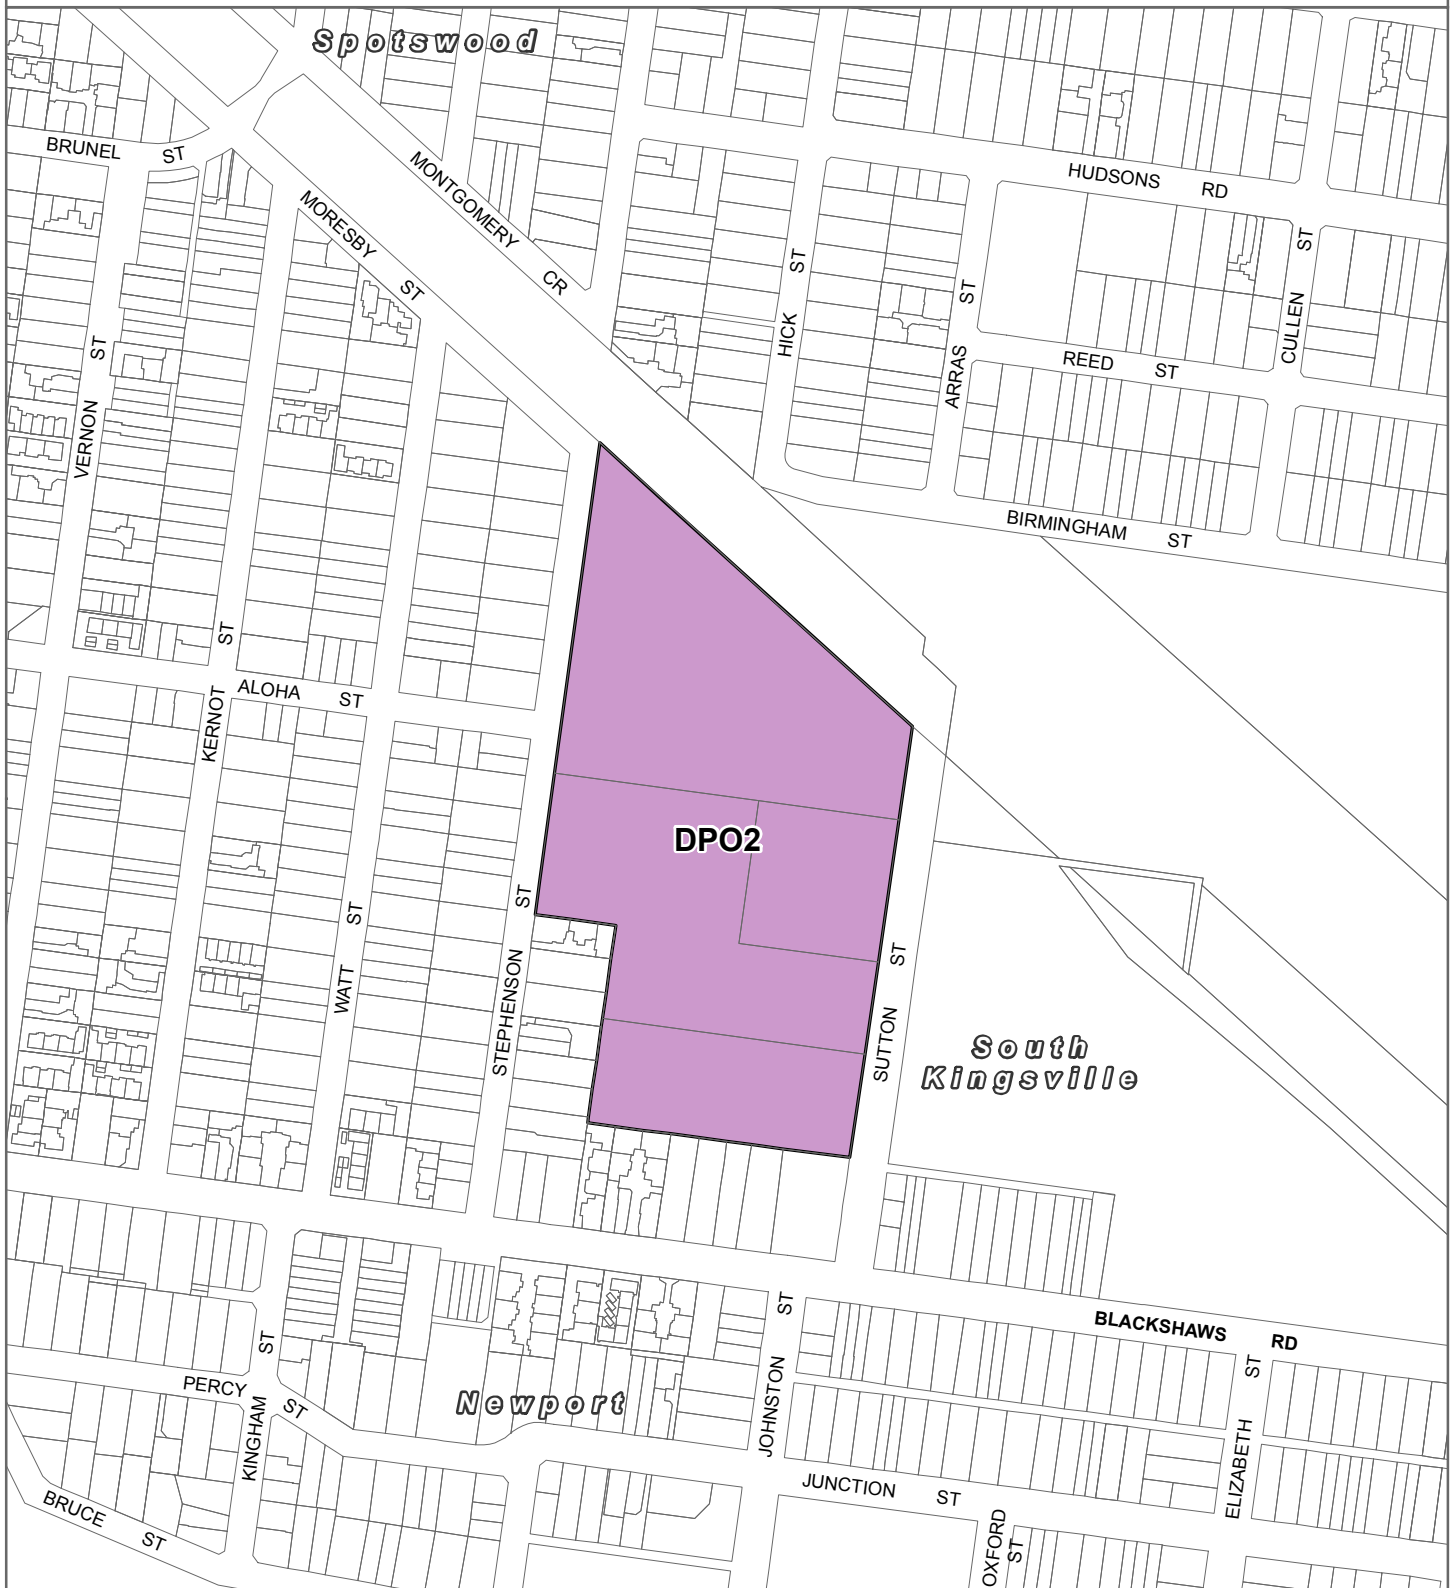 Spotswood
BRUNEL ST
MONTGOMERY CR
HUDSONS RD
MORESBY ST
HICK ST
ARRAS ST
CULLEN ST
REED ST
VERNON ST
BIRMINGHAM ST
KERNOT ST
ALOHA ST
DPO2
WATT ST
STEPHENSON ST
SUTTON ST
South
Kingsville
BLACKSHAWS RD
PERCY ST
KINGHAM ST
Newport
JOHNSTON ST
ELIZABETH ST
JUNCTION ST
BRUCE ST
OXFORD ST